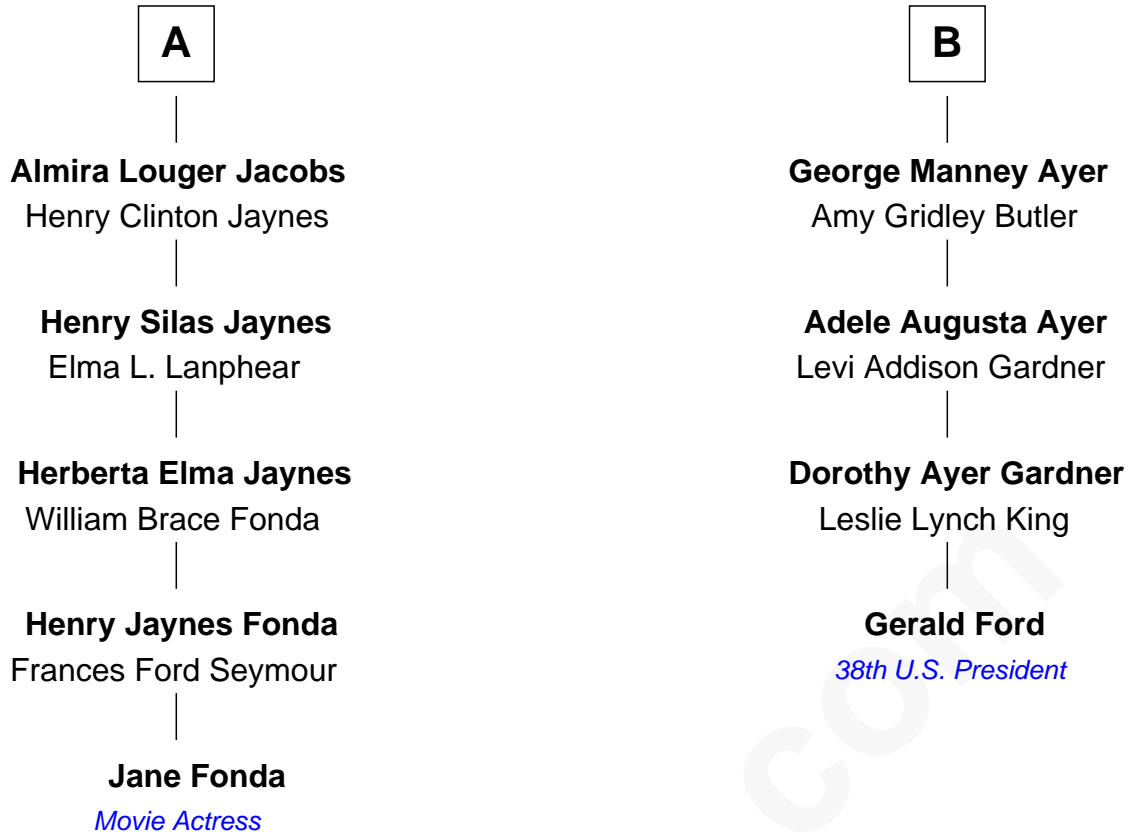 A
Almira Louger Jacobs
Henry Clinton Jaynes
Henry Silas Jaynes
Elma L. Lanphear
Herberta Elma Jaynes
William Brace Fonda
Henry Jaynes Fonda
Frances Ford Seymour
Jane Fonda
Movie Actress
B
George Manney Ayer
Amy Gridley Butler
Adele Augusta Ayer
Levi Addison Gardner
Dorothy Ayer Gardner
Leslie Lynch King
Gerald Ford
38th U.S. President
com